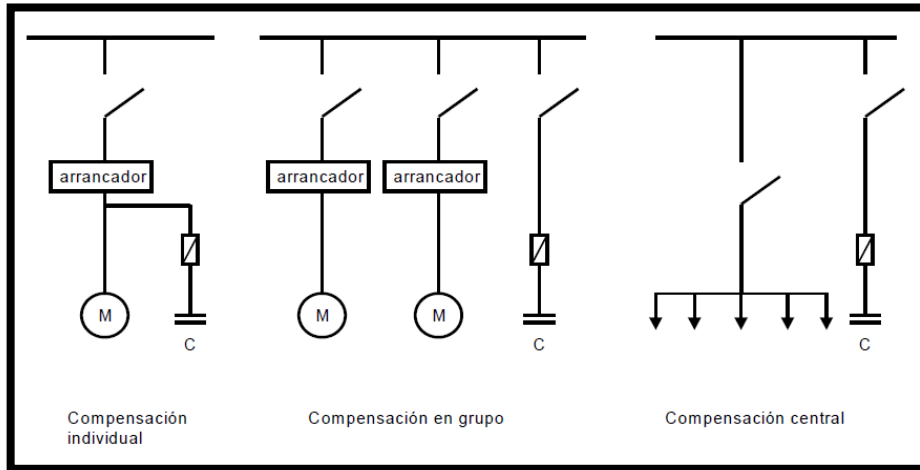 arrancador
arrancador
arrancador
M
M
M
C
C
C
Compensación
individual
Compensación en grupo
Compensación central